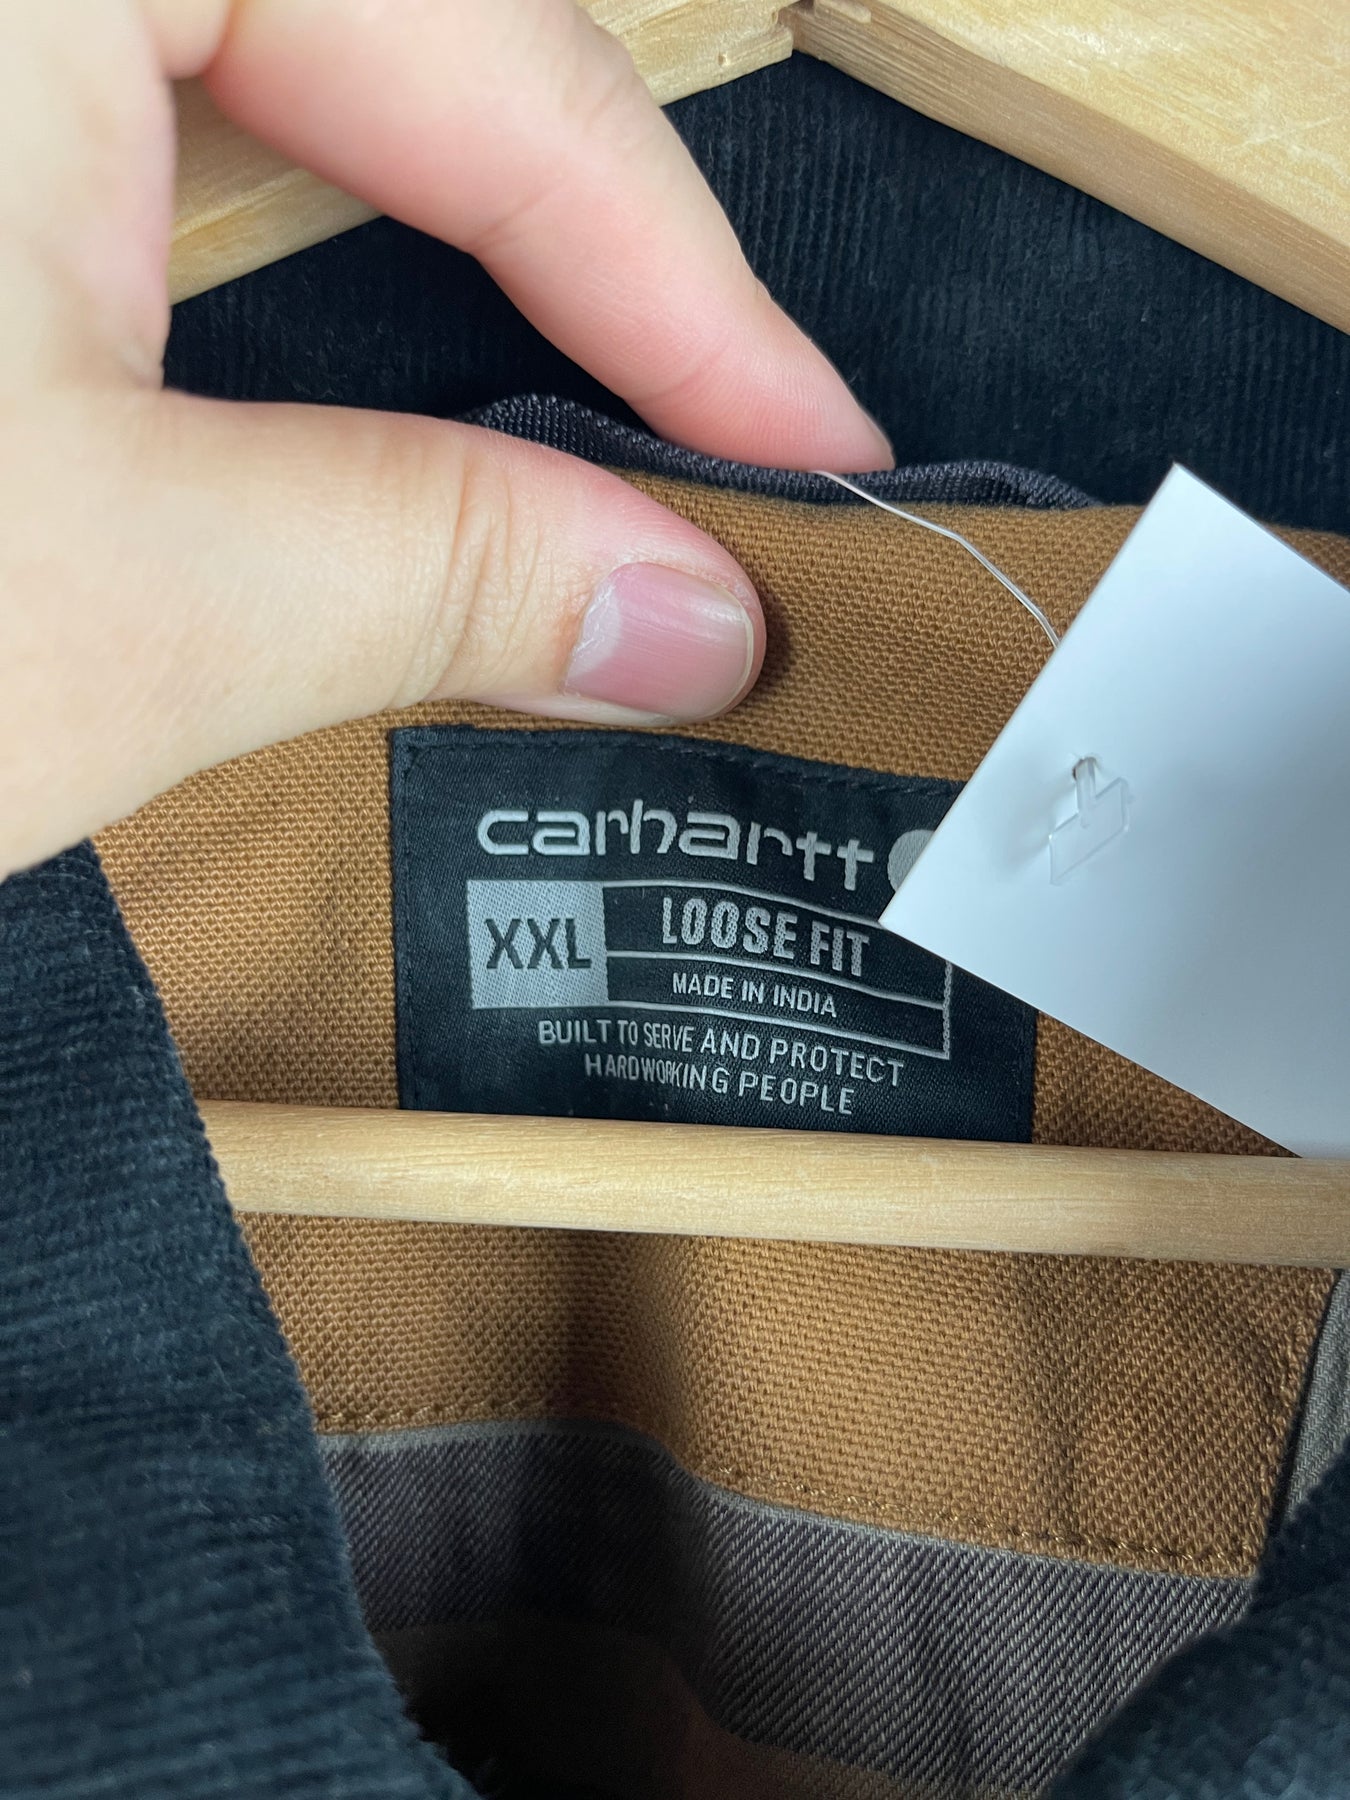 carhartt
XXL
LOOSE FIT
MADE IN INDIA
BUILT TO SERVE AND PROTECT
HARDWORKING PEOPLE